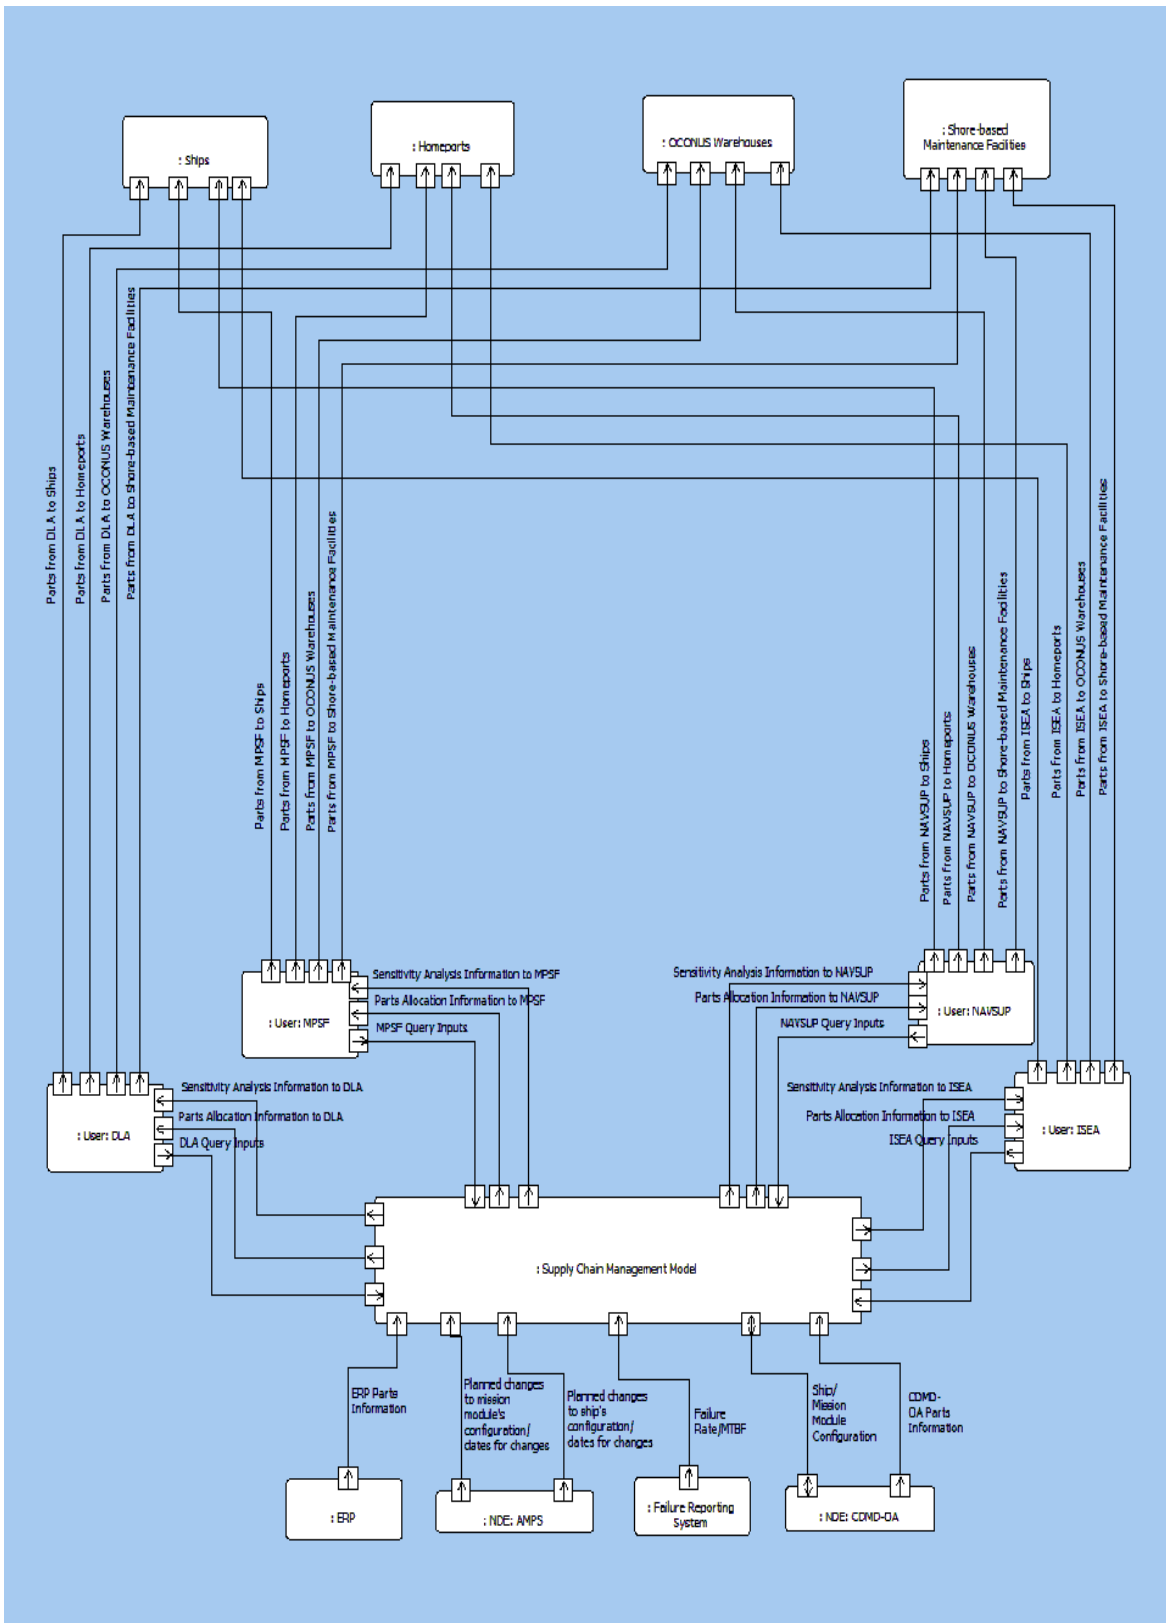 : Ships
: Homeports
: OCONUS Warehouses
: Shore-based
Maintenance Facilities
Parts from DLA to Ships
Parts from DLA to Homeports
Parts from DLA to OCONUS Warehouses
Parts from DLA to Shore-based Maintenance Facilities
Parts from MPSF to Ships
Parts from MPSF to Homeports
Parts from MPSF to OCONUS Warehouses
Parts from MPSF to Shore-based Maintenance Facilities
Parts from NAVSUP to Ships
Parts from NAVSUP to Homeports
Parts from NAVSUP to OCONUS Warehouses
Parts from NAVSUP to Shore-based Maintenance Facilities
Parts from ISEA to Ships
Parts from ISEA to Homeports
Parts from ISEA to OCONUS Warehouses
Parts from ISEA to Shore-based Maintenance Facilities
Sensitivity Analysis Information to MPSF
Parts Allocation Information to MPSF
MPSF Query Inputs
: User: MPSF
Sensitivity Analysis Information to NAVSUP
Parts Allocation Information to NAVSUP
NAVSUP Query Inputs
: User: NAVSUP
Sensitivity Analysis Information to DLA
Parts Allocation Information to DLA
DLA Query Inputs
: User: DLA
Sensitivity Analysis Information to ISEA
Parts Allocation Information to ISEA
ISEA Query Inputs
: User: ISEA
: Supply Chain Management Model
ERP Parts
Information
Planned changes
to mission
module's
configuration/
dates for changes
Planned changes
to ship's
configuration/
dates for changes
Failure
Rate/MTBF
Ship/
Mission
Module
Configuration
CDMD-
OA Parts
Information
: ERP
: NDE: AMPS
: Failure Reporting
System
: NDE: CDMD-OA